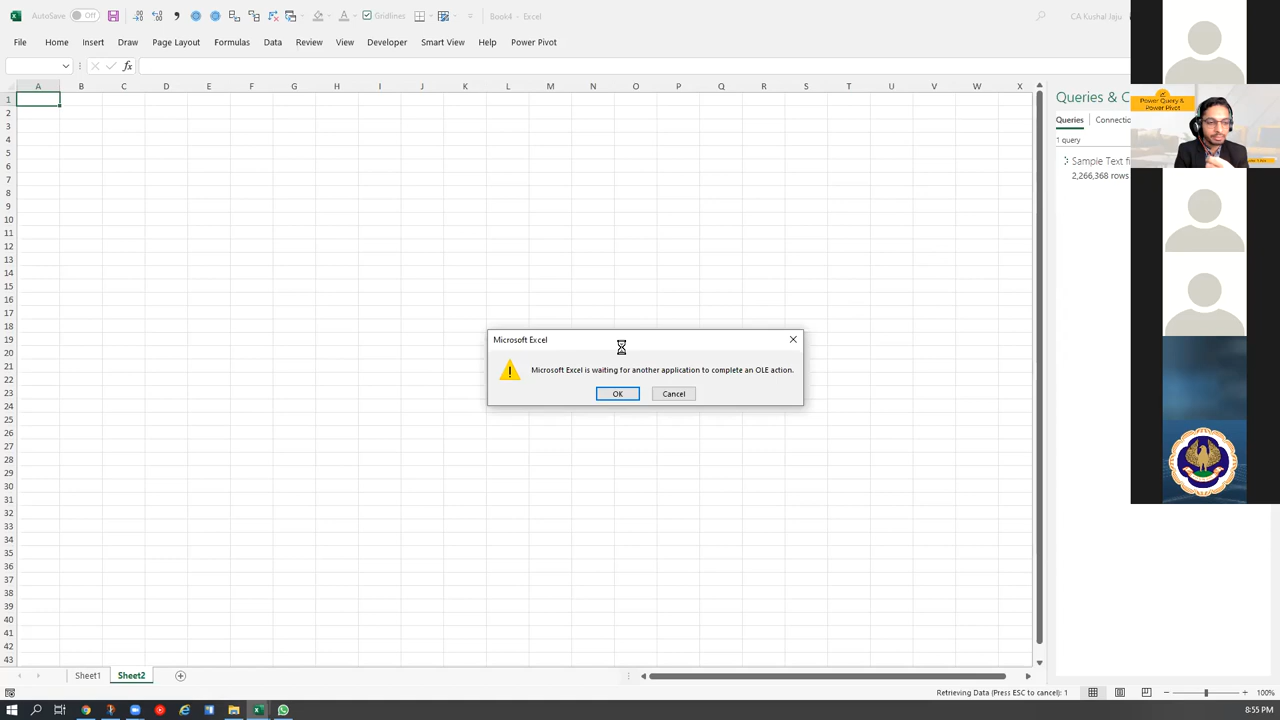 AutoSave Off Gridlines Book4 - Excel CA Kushal Jaju
File Home Insert Draw Page Layout Formulas Data Review View Developer Smart View Help Power Pivot
fx
A B C D E F G H I J K L M N O P Q R S T U V W X
1
2
3
4
5
6
7
8
9
10
11
12
13
14
15
16
17
18
19
20
21
22
23
24
25
26
27
28
29
30
31
32
33
34
35
36
37
38
39
40
41
42
43
Microsoft Excel
Microsoft Excel is waiting for another application to complete an OLE action.
OK Cancel
Queries & C
Queries Connectio
1 query
Sample Text fi
2,266,368 rows
Power Query &
Power Pivot
Sheet1 Sheet2
Retrieving Data (Press ESC to cancel): 1 100%
8:55 PM